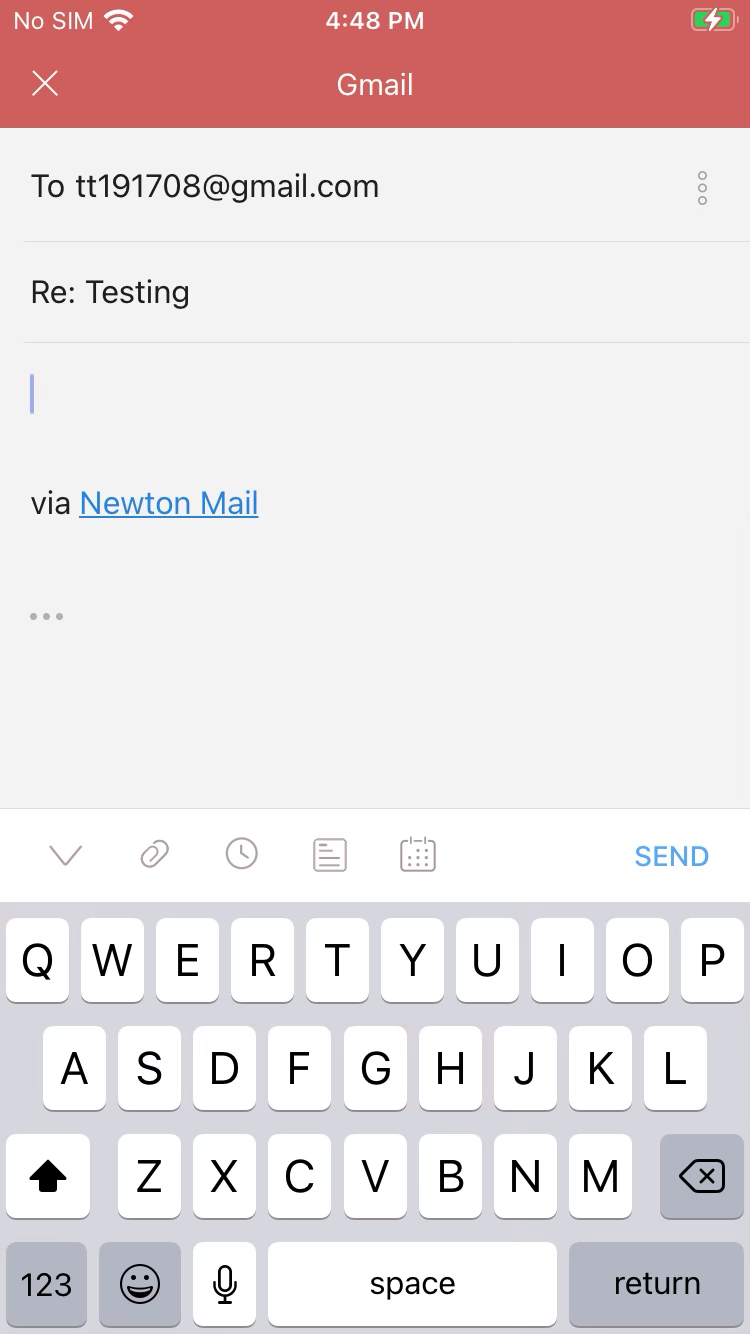 No SIM 4:48 PM
Gmail
To tt191708@gmail.com
Re: Testing
via Newton Mail
SEND
Q W E R T Y U I O P
A S D F G H J K L
Z X C V B N M
123 space return